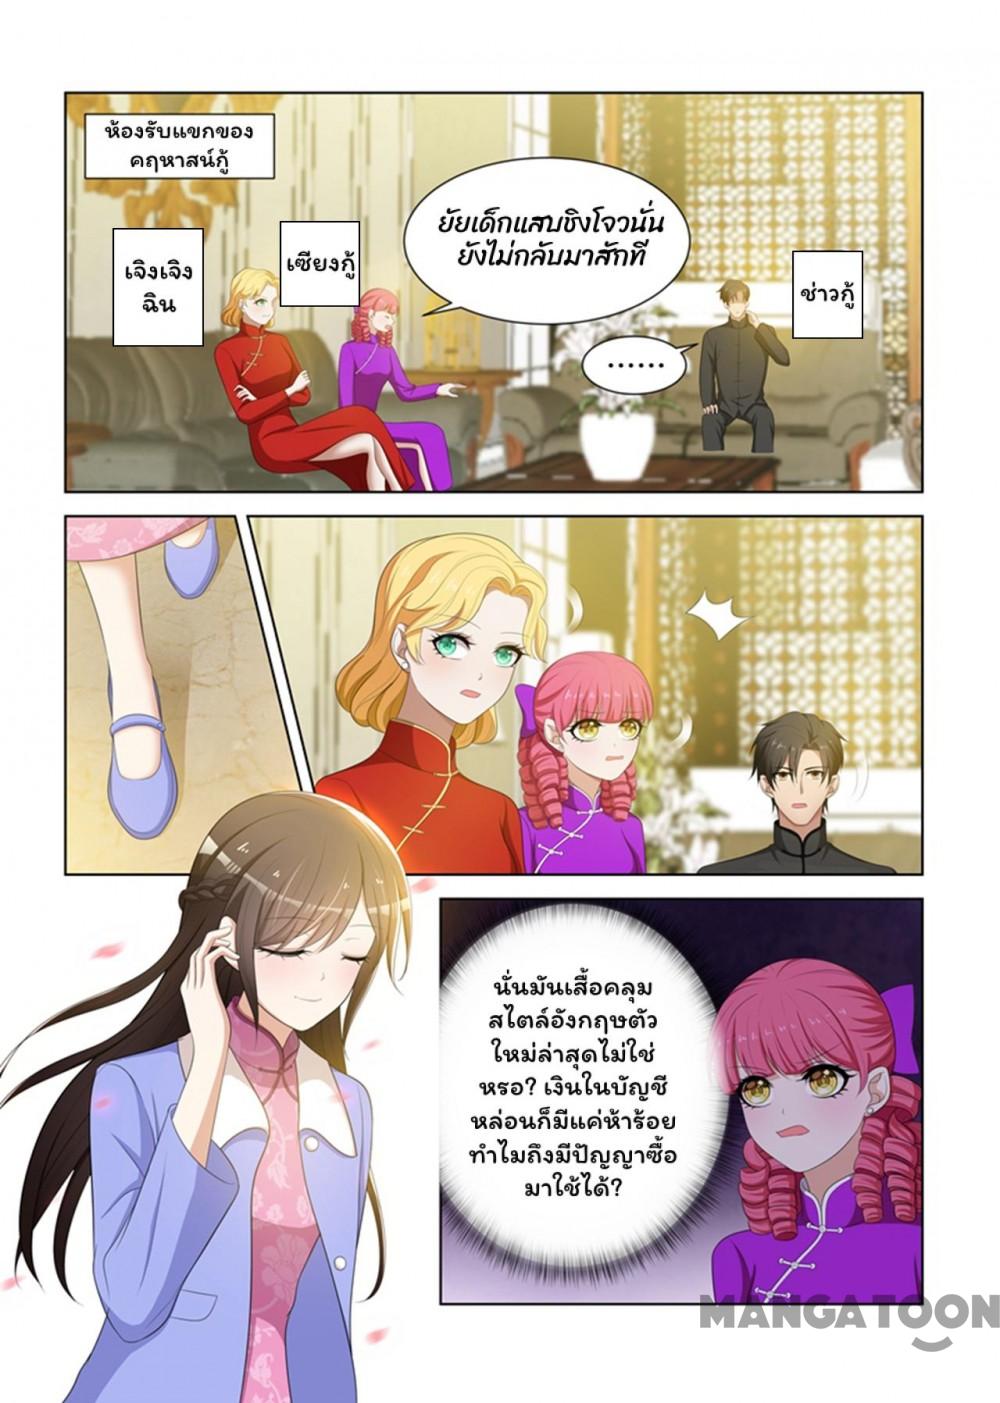 ห้องรับแขกของ
คฤหาสน์กู้
ยัยเด็กแสบชิงโจวนั่น
ยังไม่กลับมาสักที
เซียงกู้
เจิงเจิง
ฉิน
ช่าวกู้
......
นั่นมันเสื้อคลุม
สไตล์อังกฤษตัว
ใหม่ล่าสุดไม่ใช่
หรอ? เงินในบัญชี
หล่อนก็มีแค่ห้าร้อย
ทำไมถึงมีปัญญาซื้อ
มาใช้ได้?
MANGATOON